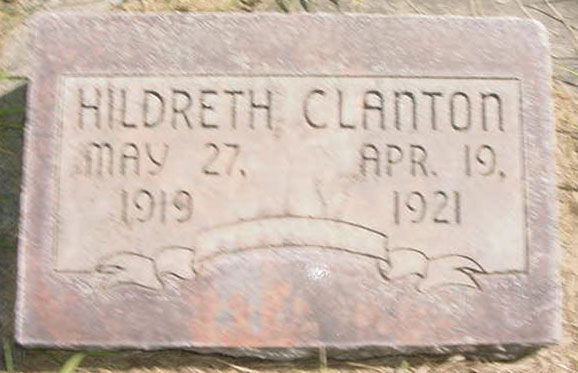 HILDRETH CLANTON
MAY 27, APR. 19,
1919 1921